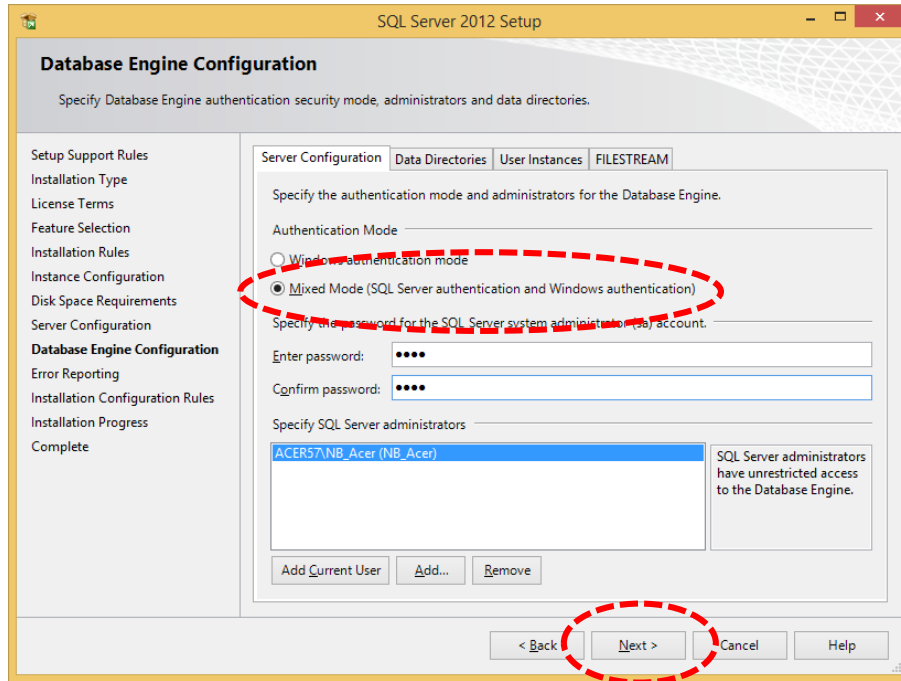 SQL Server 2012 Setup
Database Engine Configuration
Specify Database Engine authentication security mode, administrators and data directories.
Setup Support Rules
Installation Type
License Terms
Feature Selection
Installation Rules
Instance Configuration
Disk Space Requirements
Server Configuration
Database Engine Configuration
Error Reporting
Installation Configuration Rules
Installation Progress
Complete
Server Configuration Data Directories User Instances FILESTREAM
Specify the authentication mode and administrators for the Database Engine.
Authentication Mode
Windows authentication mode
Mixed Mode (SQL Server authentication and Windows authentication)
Specify the password for the SQL Server system administrator (sa) account.
Enter password: ●●●●
Confirm password: ●●●●
Specify SQL Server administrators
ACER57\NB_Acer (NB_Acer)
SQL Server administrators
have unrestricted access
to the Database Engine.
Add Current User Add... Remove
< Back Next > Cancel Help